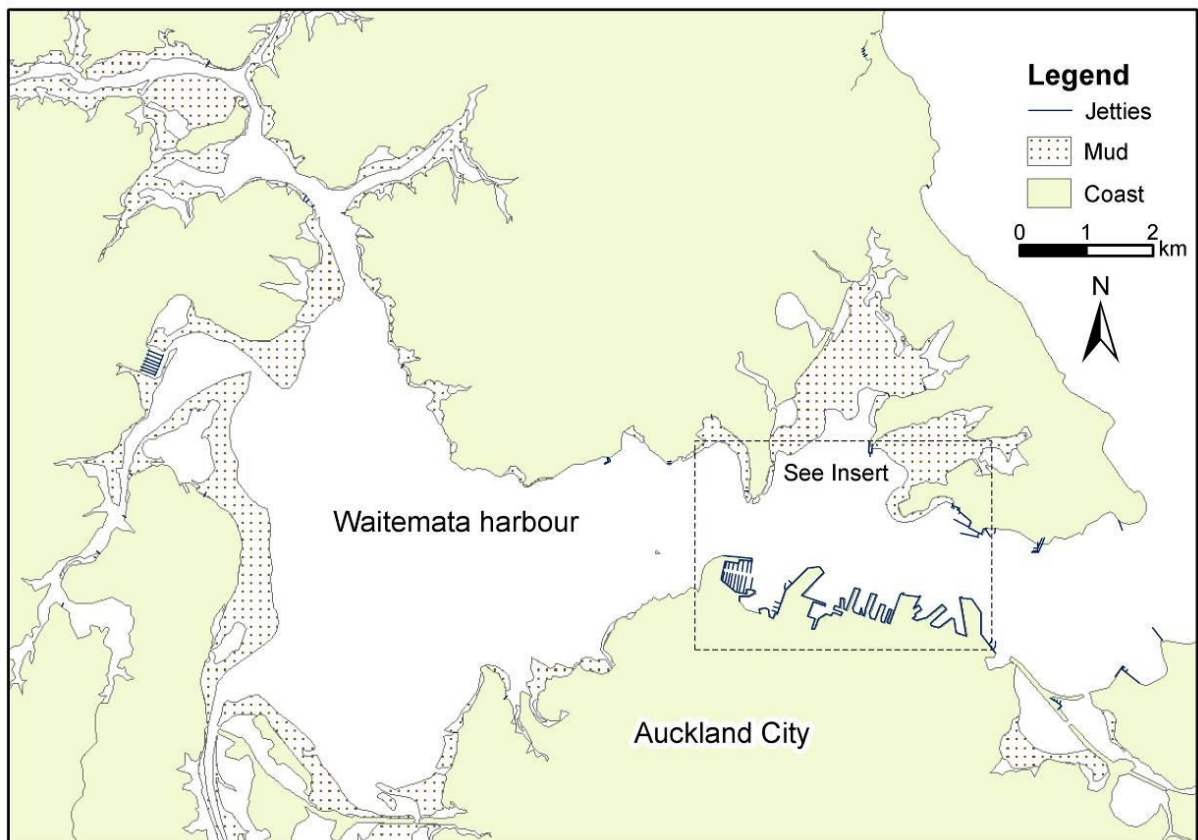 Legend
Jetties
Mud
Coast
0 1 2
km
N
See Insert
Waitemata harbour
Auckland City